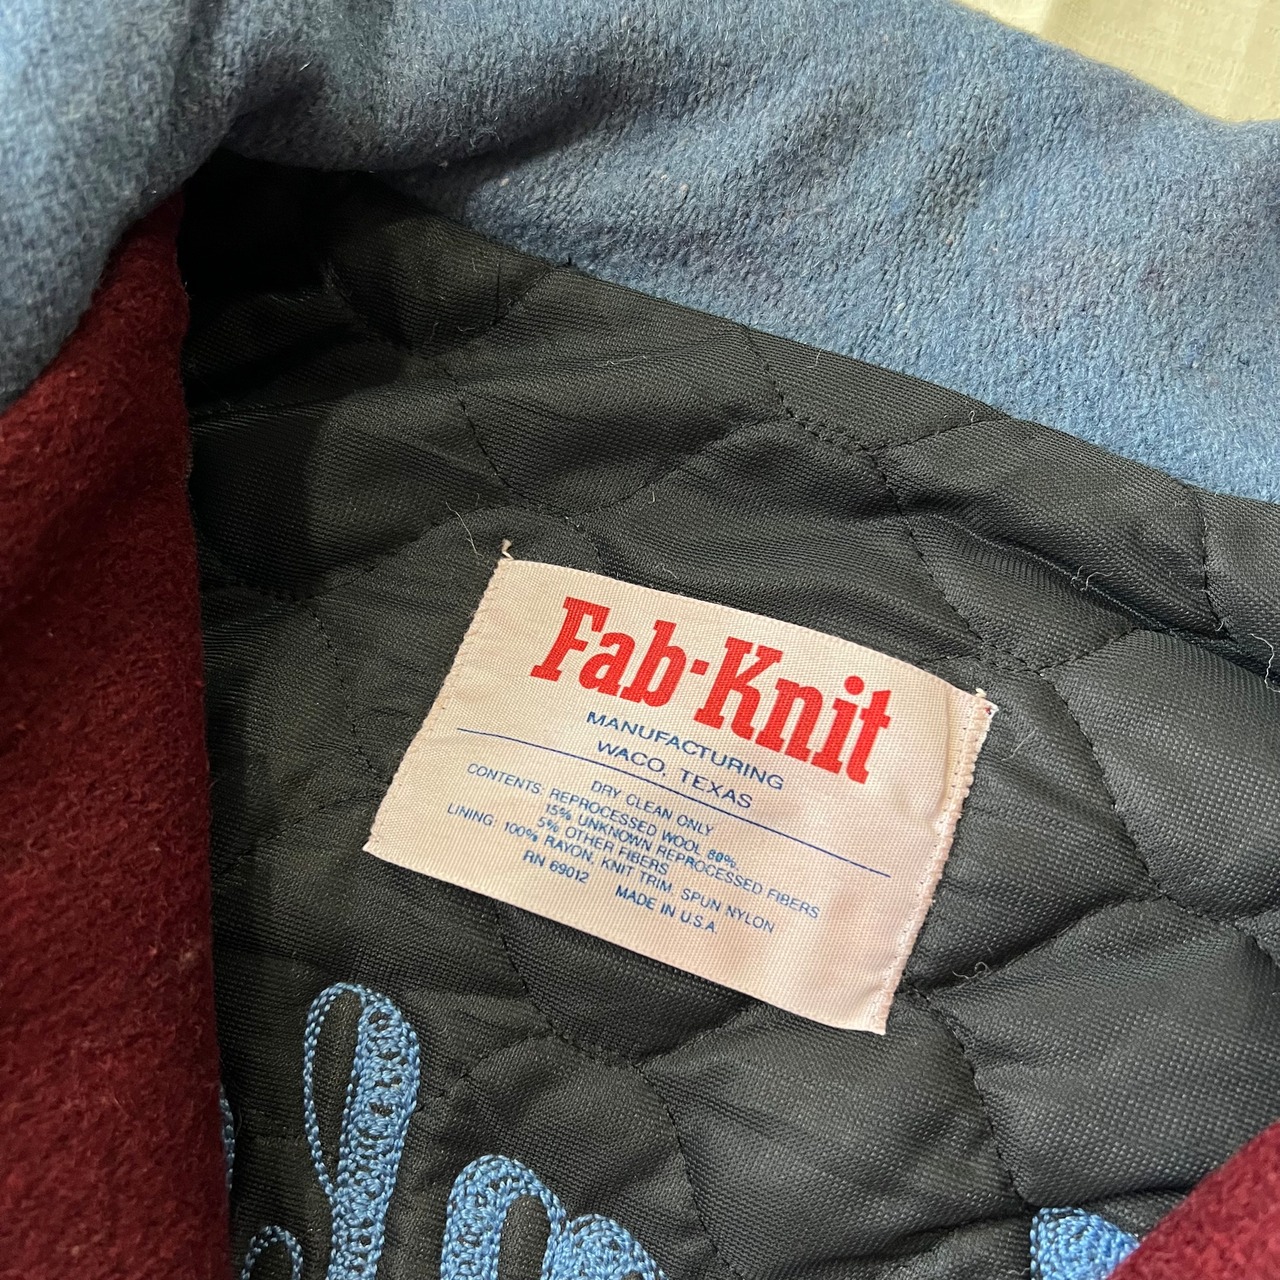 Fab-Knit
MANUFACTURING
WACO, TEXAS
DRY CLEAN ONLY
CONTENTS: REPROCESSED WOOL 80%
15% UNKNOWN REPROCESSED FIBERS
5% OTHER FIBERS
LINING: 100% RAYON, KNIT TRIM, SPUN NYLON
RN 69012 MADE IN U.S.A.